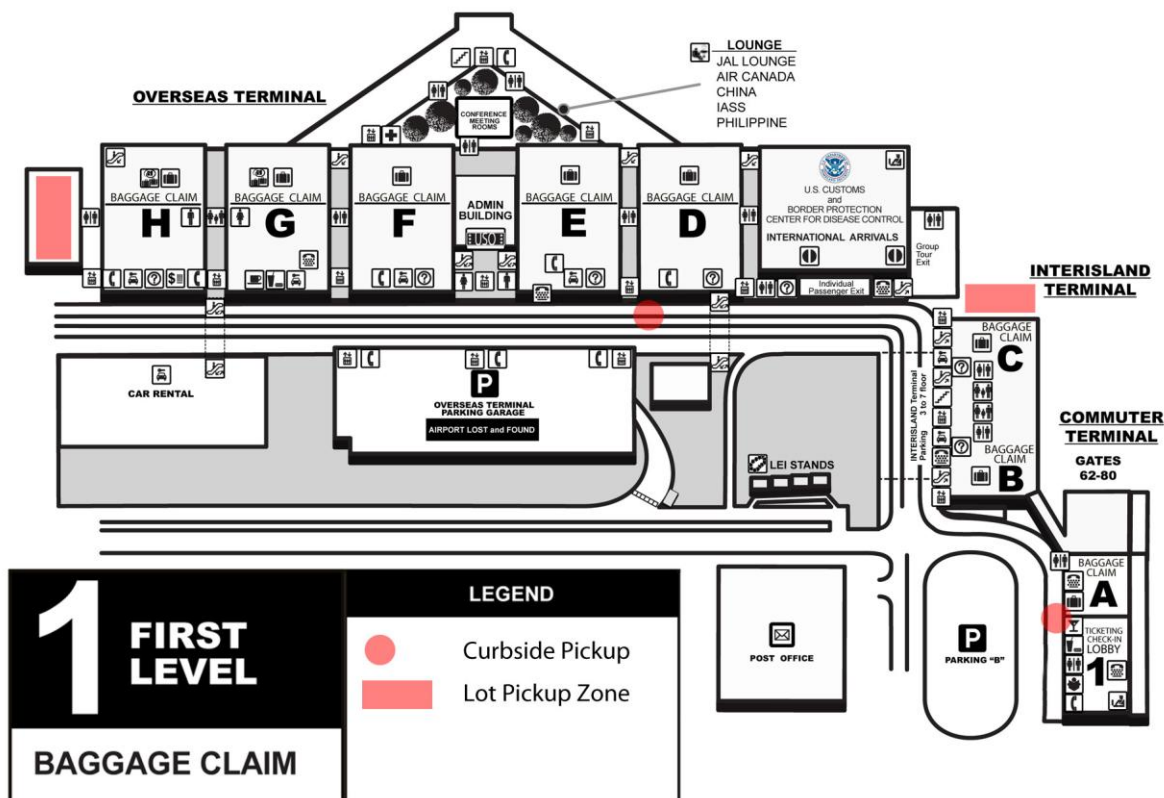 LOUNGE
JAL LOUNGE
AIR CANADA
CHINA
IASS
PHILIPPINE
OVERSEAS TERMINAL
CONFERENCE
MEETING
ROOMS
BAGGAGE CLAIM
H
BAGGAGE CLAIM
G
BAGGAGE CLAIM
F
ADMIN
BUILDING
USO
BAGGAGE CLAIM
E
BAGGAGE CLAIM
D
U.S. CUSTOMS
and
BORDER PROTECTION
CENTER FOR DISEASE CONTROL
INTERNATIONAL ARRIVALS
Group
Tour
Exit
Individual
Passenger Exit
INTERISLAND
TERMINAL
BAGGAGE
CLAIM
C
BAGGAGE
CLAIM
B
INTERISLAND Terminal
Parking 3 to 7 floor
COMMUTER
TERMINAL
GATES
62-80
BAGGAGE
CLAIM
A
TICKETING
CHECK-IN
LOBBY
1
CAR RENTAL
P
OVERSEAS TERMINAL
PARKING GARAGE
AIRPORT LOST and FOUND
LEI STANDS
POST OFFICE
P
PARKING "B"
1 FIRST
LEVEL
BAGGAGE CLAIM
LEGEND
Curbside Pickup
Lot Pickup Zone